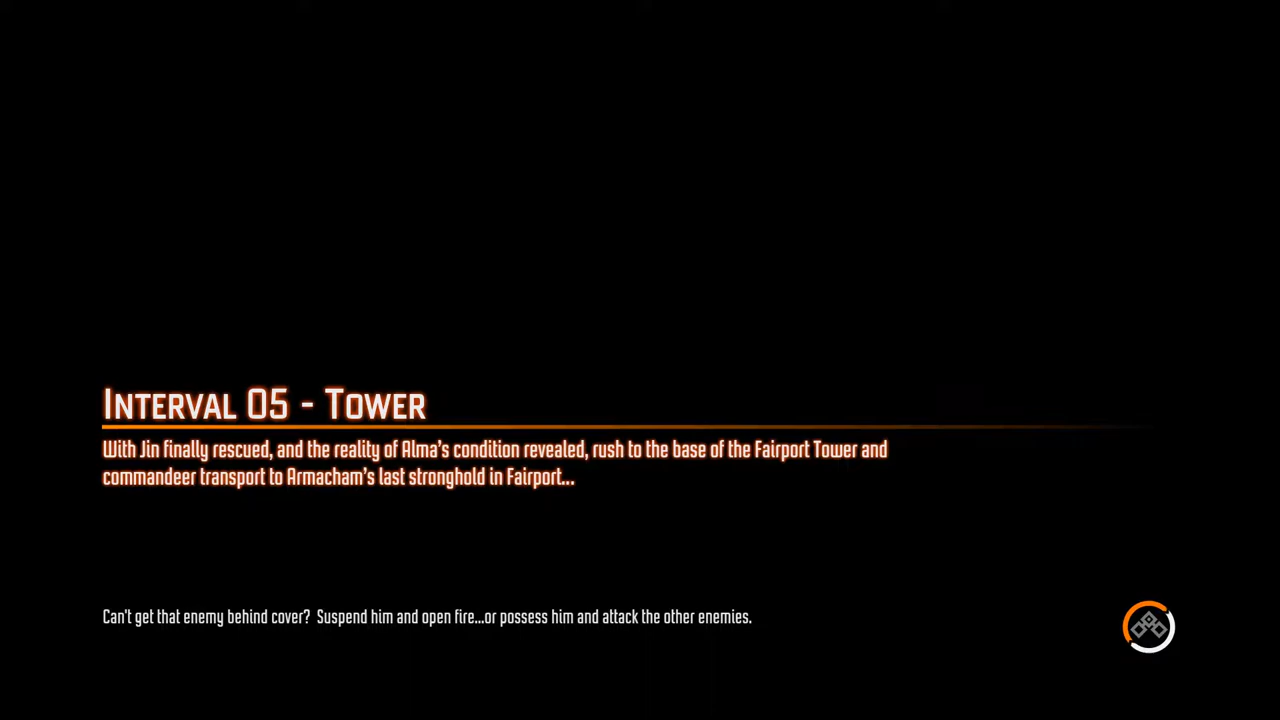 Interval 05 - Tower
With Jin finally rescued, and the reality of Alma's condition revealed, rush to the base of the Fairport Tower and
commandeer transport to Armacham's last stronghold in Fairport...
Can't get that enemy behind cover?  Suspend him and open fire...or possess him and attack the other enemies.